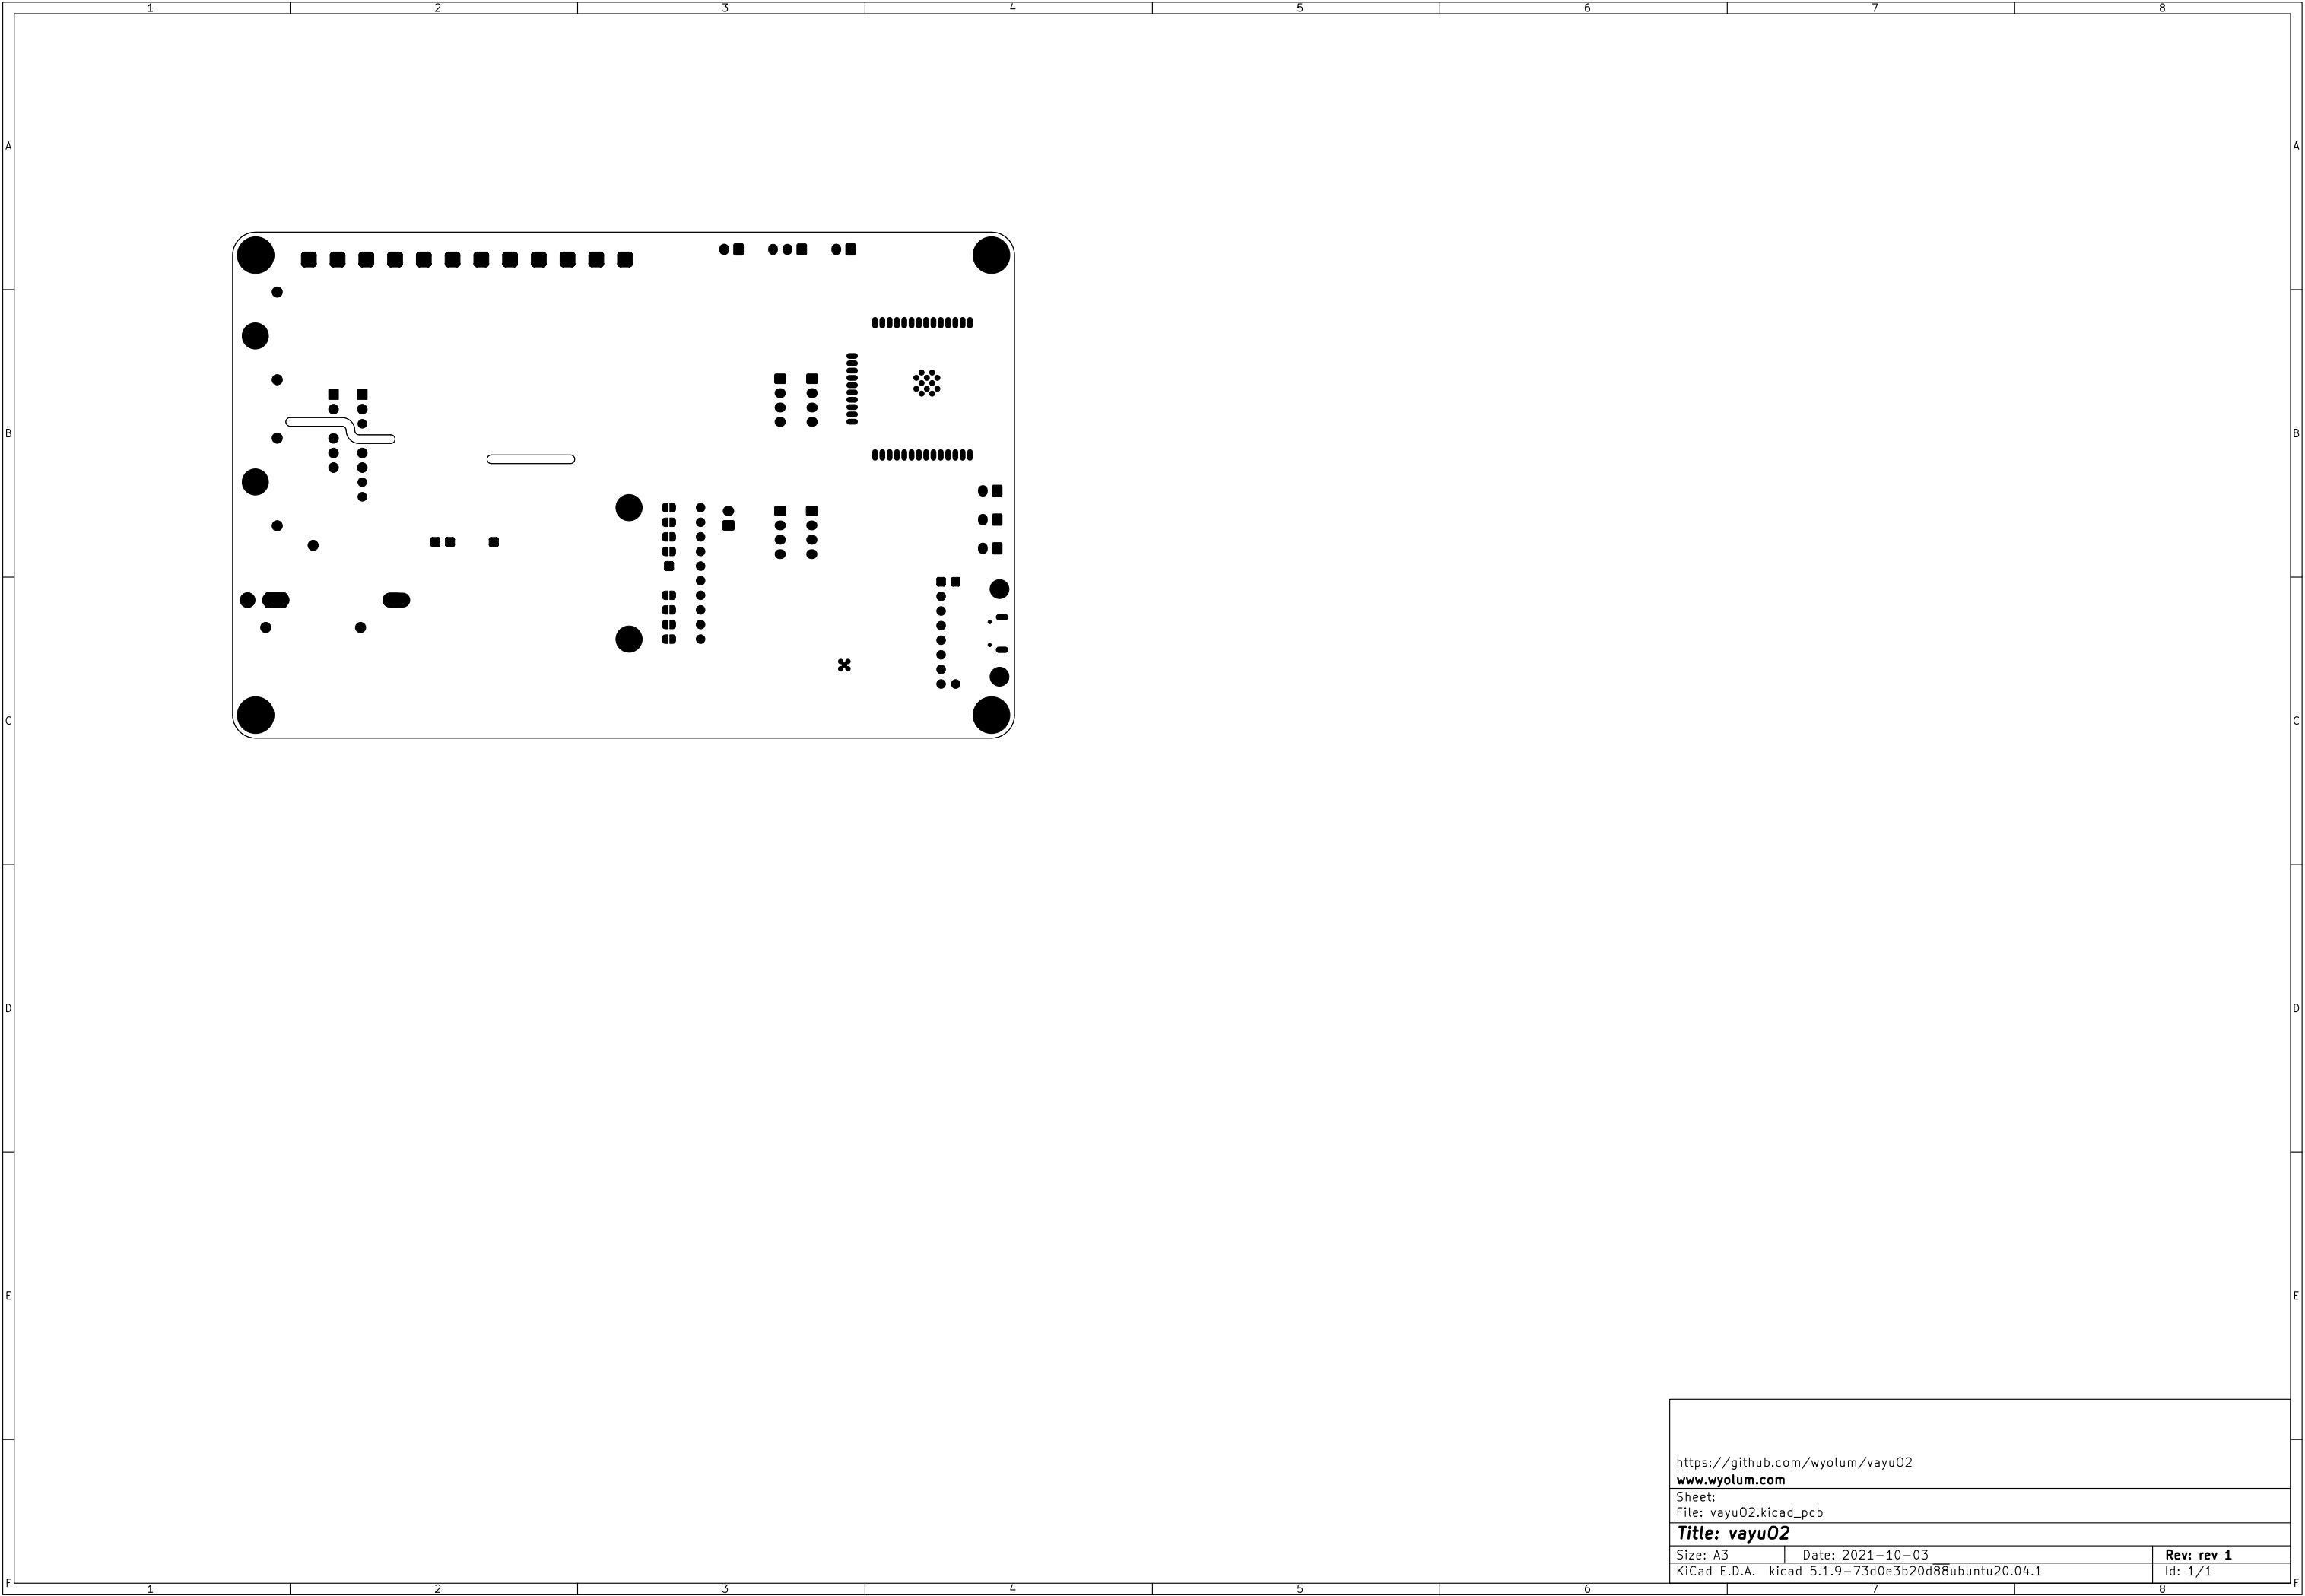 1 2 3 4 5 6 7 8
A A
B B
C C
D D
E E
https://github.com/wyolum/vayu02
www.wyolum.com
Sheet:
File: vayu02.kicad_pcb
Title: vayu02
Size: A3 Date: 2021-10-03 Rev: rev 1
KiCad E.D.A. kicad 5.1.9-73d0e3b20d88ubuntu20.04.1 Id: 1/1
F F
1 2 3 4 5 6 7 8